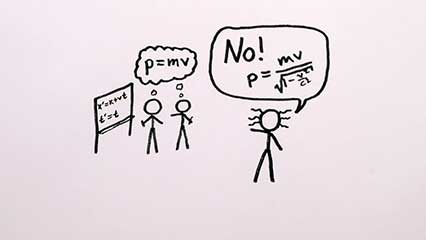 x'=x+vt
t'=t
p=mv
No!
p=mv/√1-v²/c²